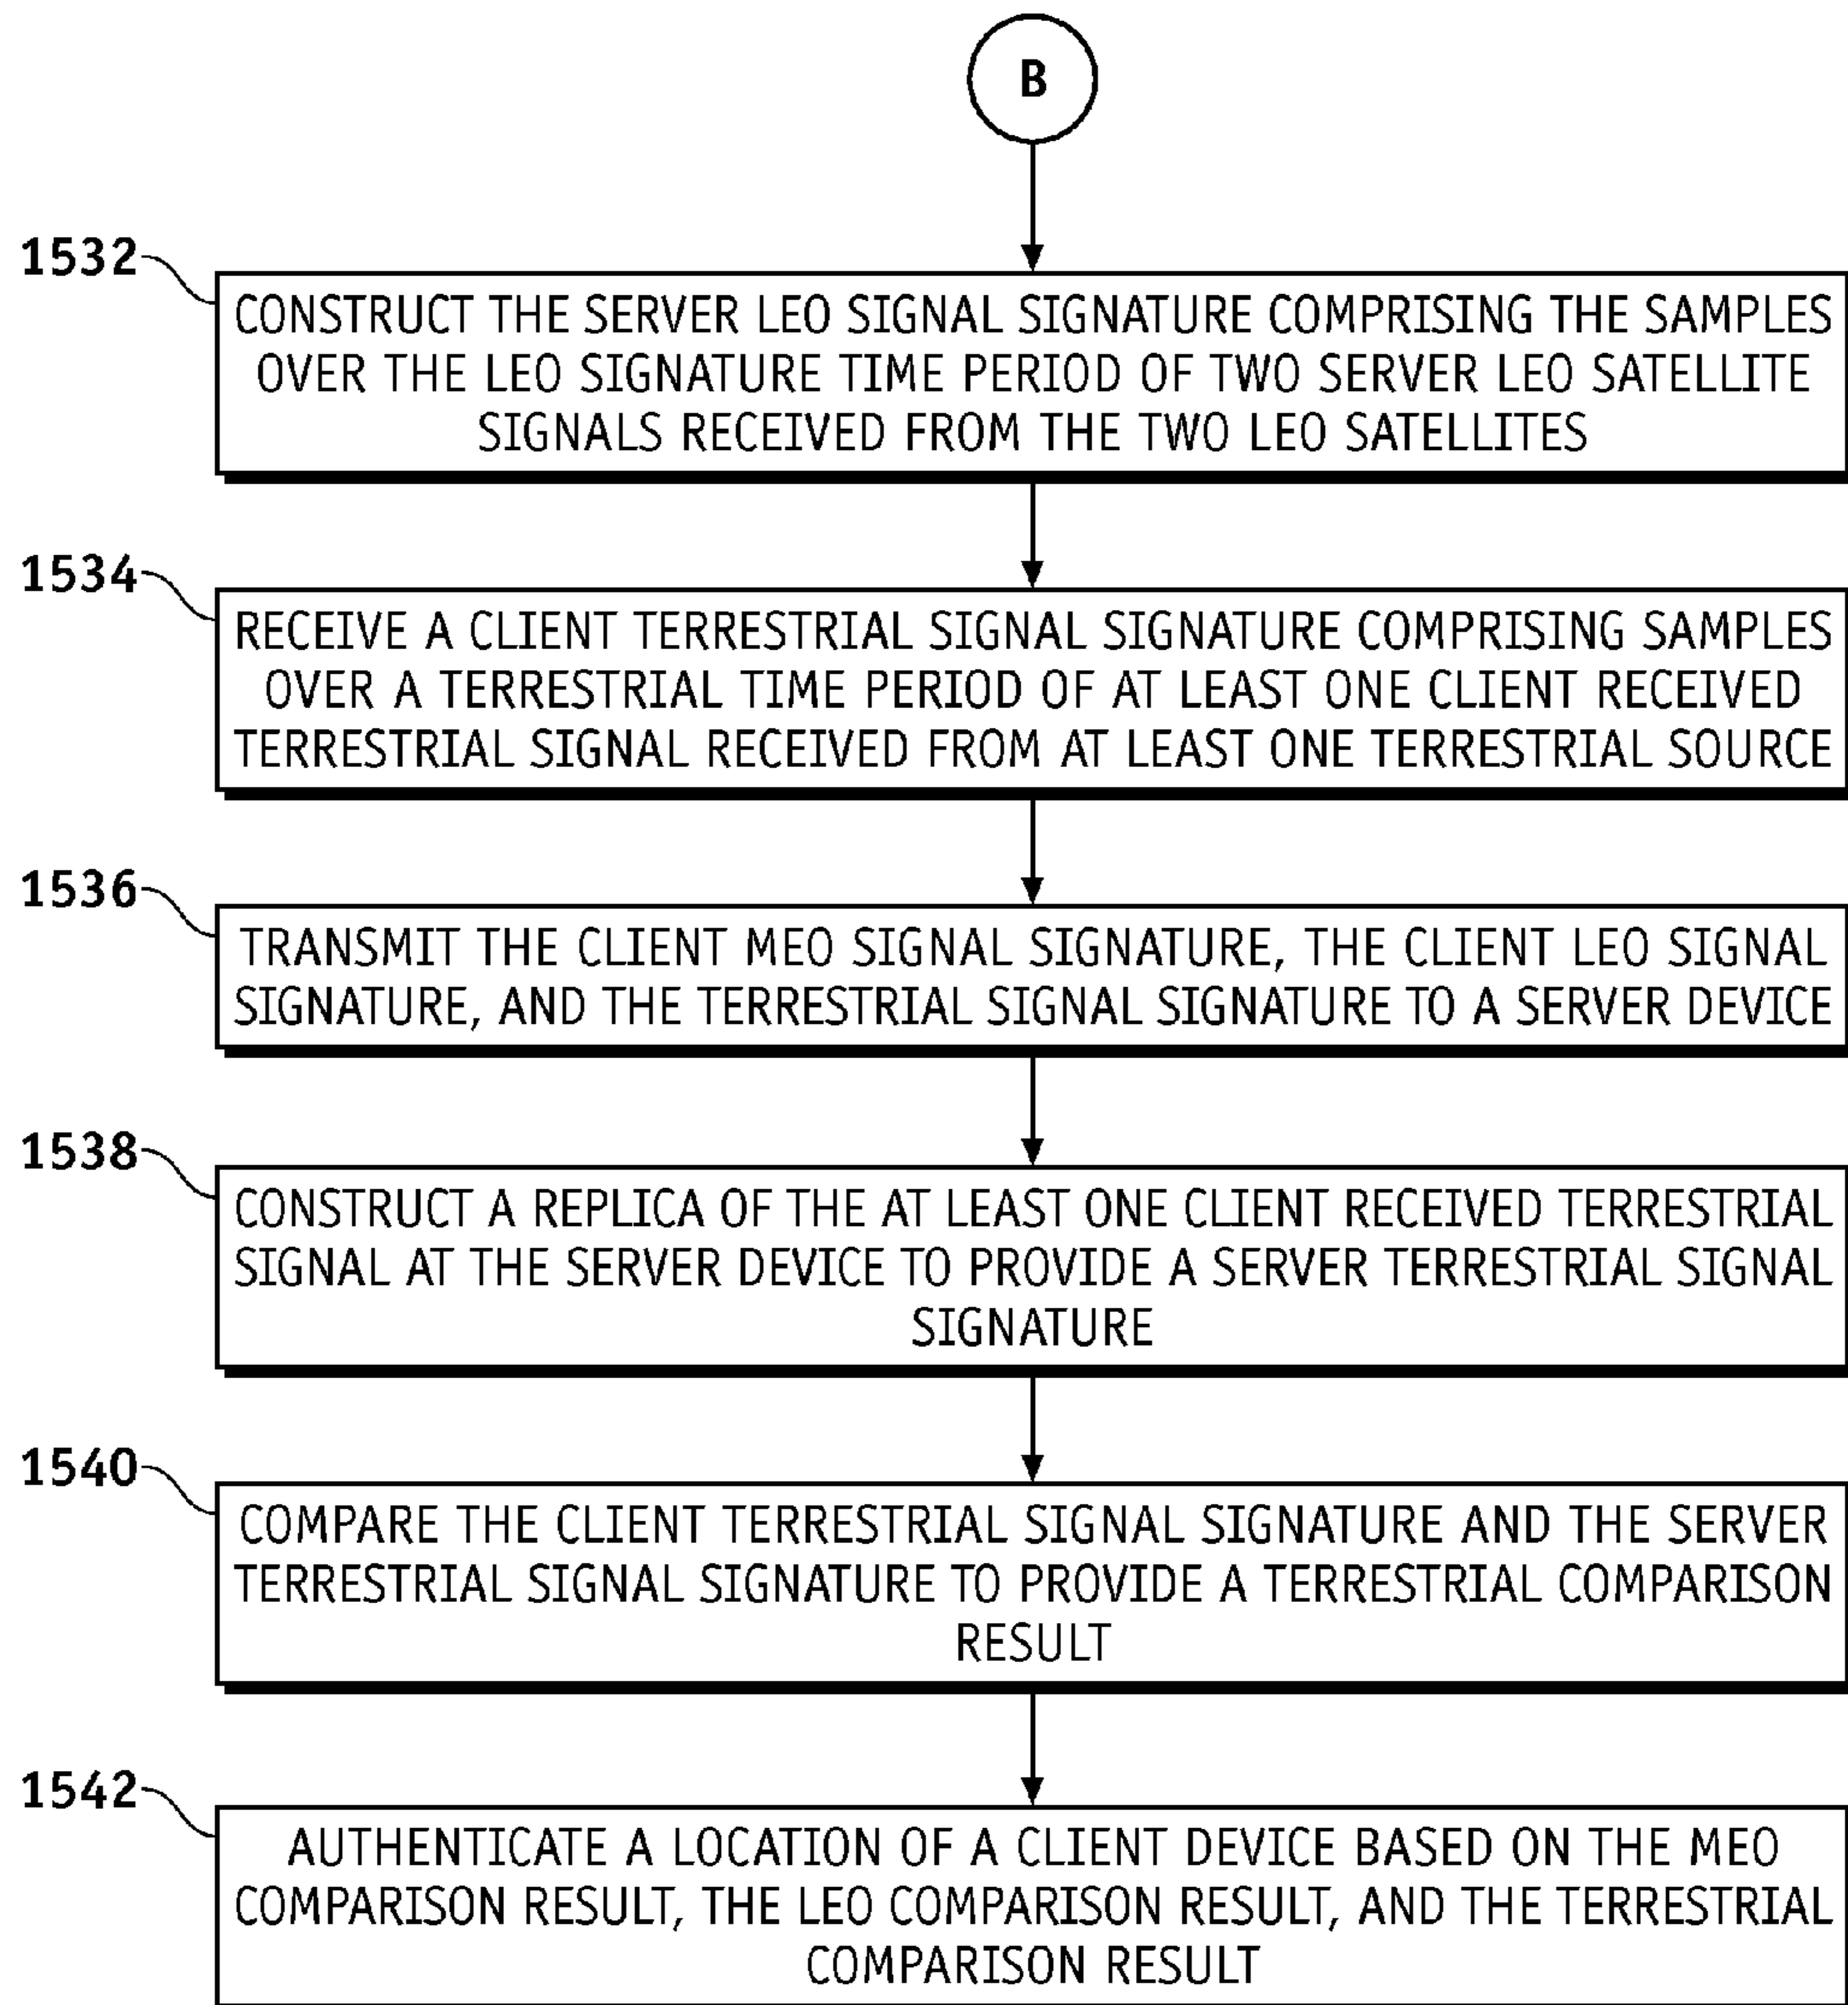 B
1532
CONSTRUCT THE SERVER LEO SIGNAL SIGNATURE COMPRISING THE SAMPLES
OVER THE LEO SIGNATURE TIME PERIOD OF TWO SERVER LEO SATELLITE
SIGNALS RECEIVED FROM THE TWO LEO SATELLITES
1534
RECEIVE A CLIENT TERRESTRIAL SIGNAL SIGNATURE COMPRISING SAMPLES
OVER A TERRESTRIAL TIME PERIOD OF AT LEAST ONE CLIENT RECEIVED
TERRESTRIAL SIGNAL RECEIVED FROM AT LEAST ONE TERRESTRIAL SOURCE
1536
TRANSMIT THE CLIENT MEO SIGNAL SIGNATURE, THE CLIENT LEO SIGNAL
SIGNATURE, AND THE TERRESTRIAL SIGNAL SIGNATURE TO A SERVER DEVICE
1538
CONSTRUCT A REPLICA OF THE AT LEAST ONE CLIENT RECEIVED TERRESTRIAL
SIGNAL AT THE SERVER DEVICE TO PROVIDE A SERVER TERRESTRIAL SIGNAL
SIGNATURE
1540
COMPARE THE CLIENT TERRESTRIAL SIGNAL SIGNATURE AND THE SERVER
TERRESTRIAL SIGNAL SIGNATURE TO PROVIDE A TERRESTRIAL COMPARISON
RESULT
1542
AUTHENTICATE A LOCATION OF A CLIENT DEVICE BASED ON THE MEO
COMPARISON RESULT, THE LEO COMPARISON RESULT, AND THE TERRESTRIAL
COMPARISON RESULT